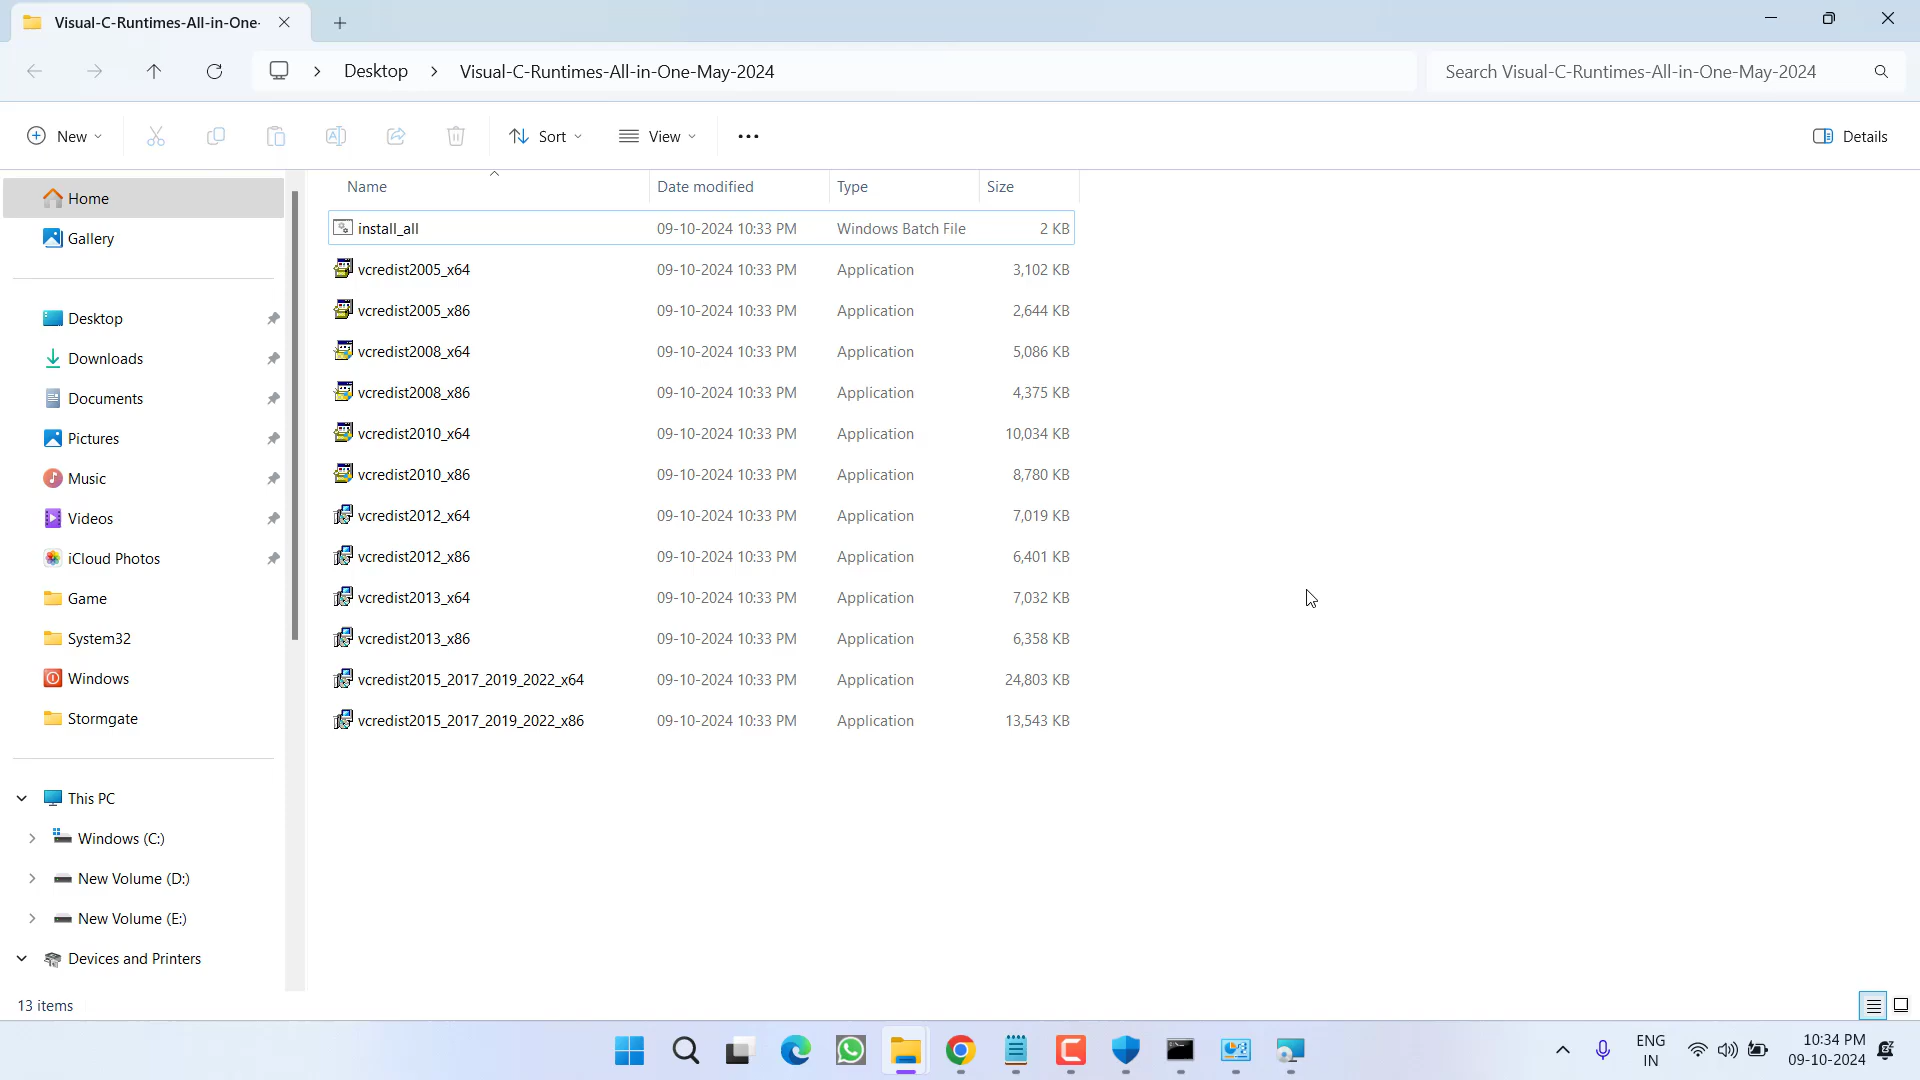 Visual-C-Runtimes-All-in-One-
Desktop Visual-C-Runtimes-All-in-One-May-2024 Search Visual-C-Runtimes-All-in-One-May-2024
New Sort View Details
Name Date modified Type Size
Home
Gallery
Desktop
Downloads
Documents
Pictures
Music
Videos
iCloud Photos
Game
System32
Windows
Stormgate
This PC
Windows (C:)
New Volume (D:)
New Volume (E:)
Devices and Printers
install_all 09-10-2024 10:33 PM Windows Batch File 2 KB
vcredist2005_x64 09-10-2024 10:33 PM Application 3,102 KB
vcredist2005_x86 09-10-2024 10:33 PM Application 2,644 KB
vcredist2008_x64 09-10-2024 10:33 PM Application 5,086 KB
vcredist2008_x86 09-10-2024 10:33 PM Application 4,375 KB
vcredist2010_x64 09-10-2024 10:33 PM Application 10,034 KB
vcredist2010_x86 09-10-2024 10:33 PM Application 8,780 KB
vcredist2012_x64 09-10-2024 10:33 PM Application 7,019 KB
vcredist2012_x86 09-10-2024 10:33 PM Application 6,401 KB
vcredist2013_x64 09-10-2024 10:33 PM Application 7,032 KB
vcredist2013_x86 09-10-2024 10:33 PM Application 6,358 KB
vcredist2015_2017_2019_2022_x64 09-10-2024 10:33 PM Application 24,803 KB
vcredist2015_2017_2019_2022_x86 09-10-2024 10:33 PM Application 13,543 KB
13 items
ENG 10:34 PM
IN 09-10-2024